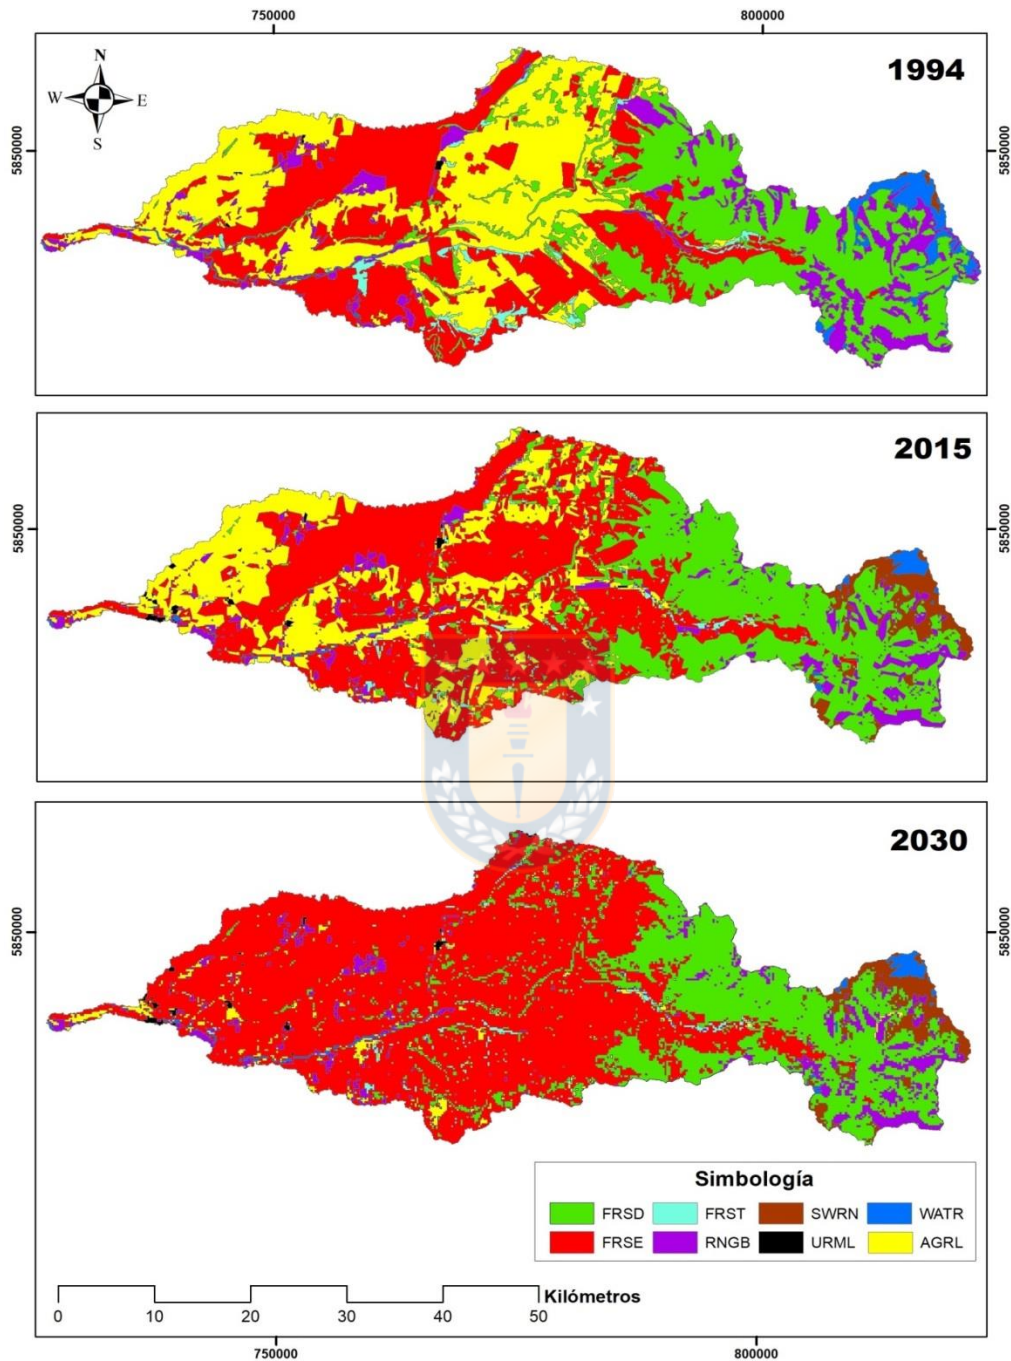 750000 800000
1994
N
W E
S
5850000 5850000
2015
5850000 5850000
2030
5850000 5850000
Simbología
FRSD FRST SWRN WATR
FRSE RNGB URML AGRL
Kilómetros
0 10 20 30 40 50
750000 800000